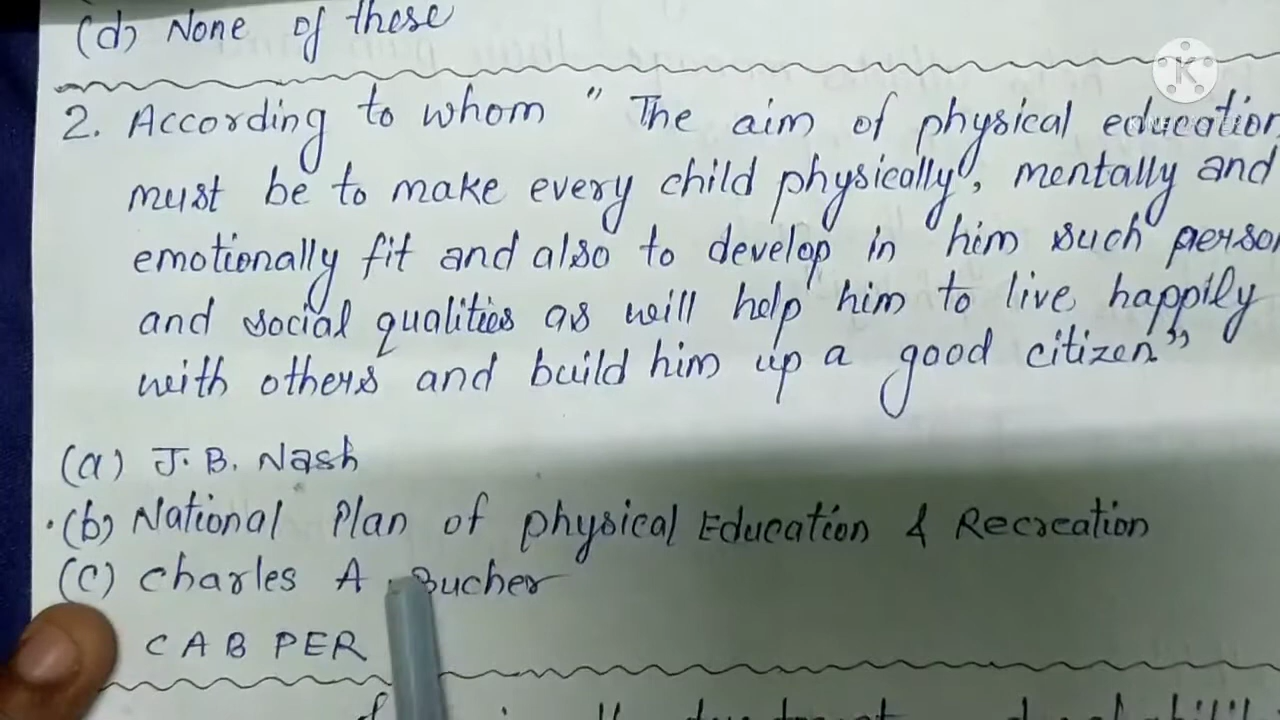 (d) None of these
2. According to whom " The aim of physical education
must be to make every child physically, mentally and
emotionally fit and also to develop in him such person
and social qualities as will help him to live happily
with others and build him up a good citizen"
(a) J. B. Nash
(b) National Plan of physical Education & Recreation
(C) Charles A. Bucher
C A B PER